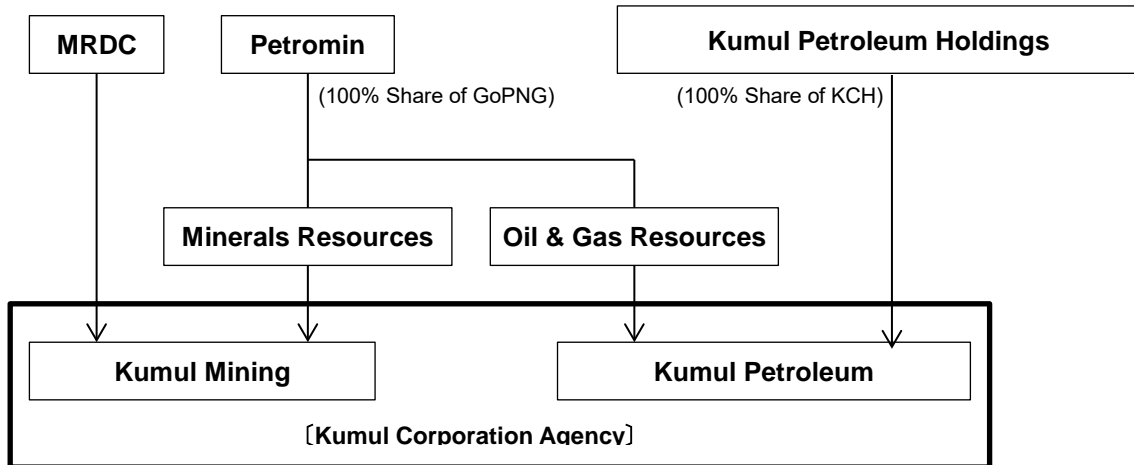 MRDC
Petromin
Kumul Petroleum Holdings
(100% Share of GoPNG)
(100% Share of KCH)
Minerals Resources
Oil & Gas Resources
Kumul Mining
Kumul Petroleum
〔Kumul Corporation Agency〕